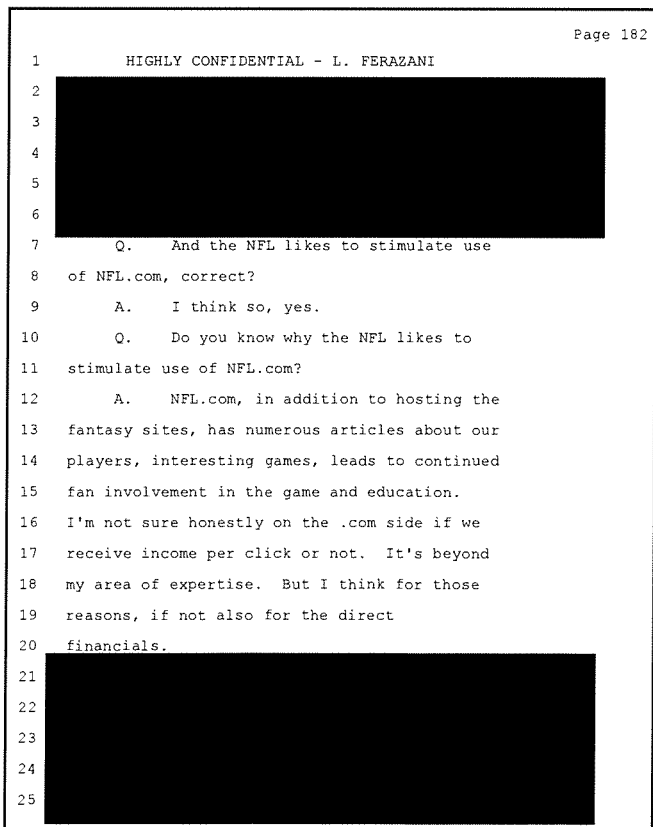 Page 182
1 HIGHLY CONFIDENTIAL - L. FERAZANI
2
3
4
5
6
7 Q. And the NFL likes to stimulate use
8 of NFL.com, correct?
9 A. I think so, yes.
10 Q. Do you know why the NFL likes to
11 stimulate use of NFL.com?
12 A. NFL.com, in addition to hosting the
13 fantasy sites, has numerous articles about our
14 players, interesting games, leads to continued
15 fan involvement in the game and education.
16 I'm not sure honestly on the .com side if we
17 receive income per click or not. It's beyond
18 my area of expertise. But I think for those
19 reasons, if not also for the direct
20 financials.
21
22
23
24
25